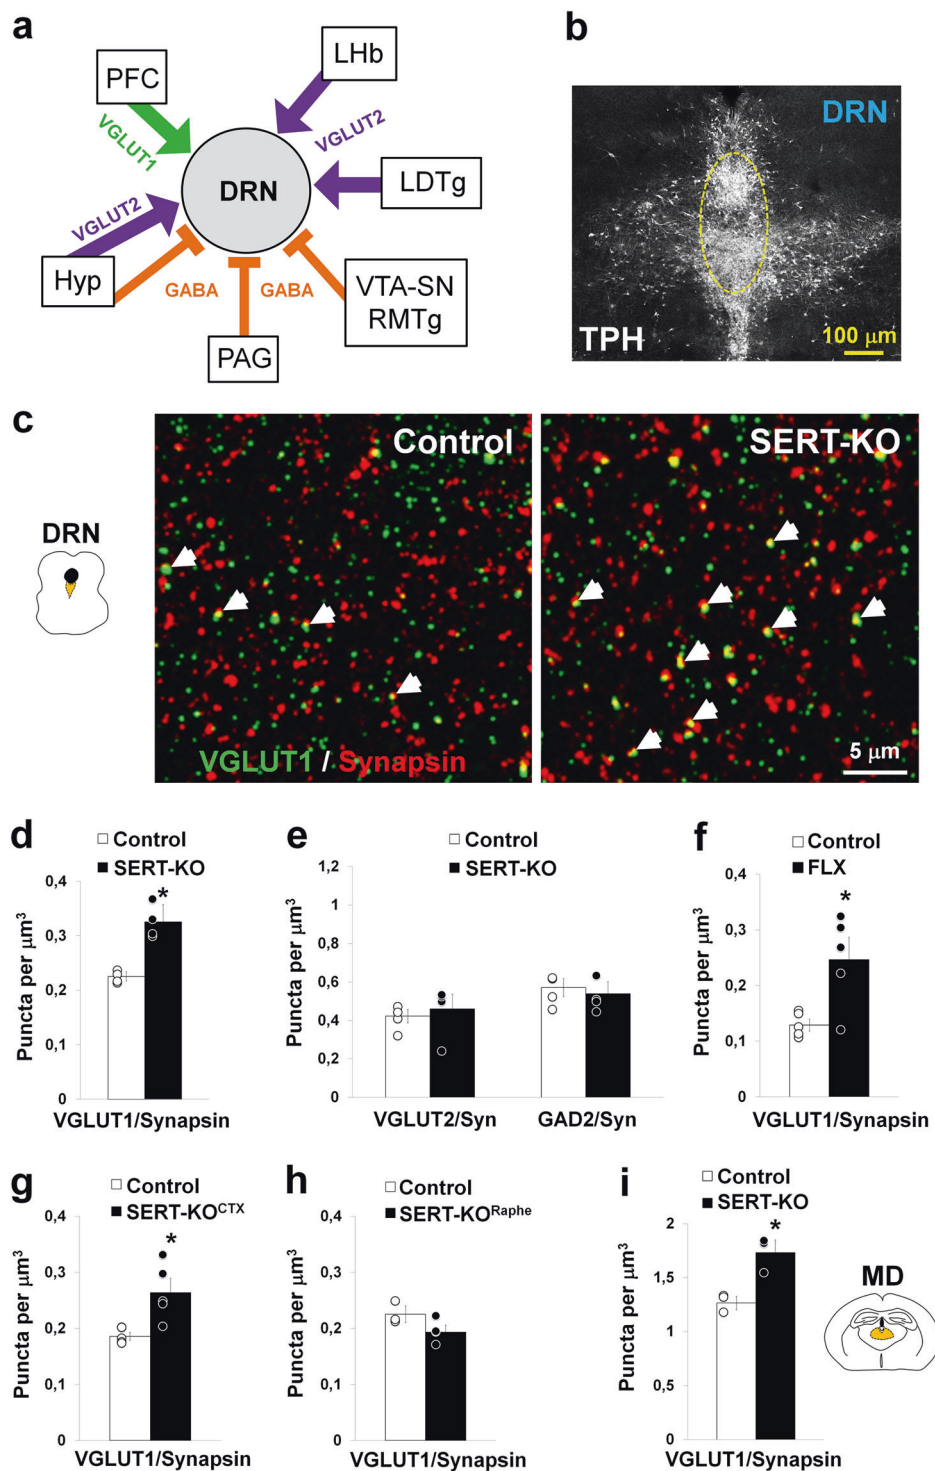 a
PFC
LHb
VGLUT1
VGLUT2
DRN
LDTg
VGLUT2
Hyp
GABA
GABA
VTA-SN
RMTg
PAG
b
DRN
TPH
100 μm
c
DRN
Control
SERT-KO
VGLUT1 / Synapsin
5 μm
d
Control
SERT-KO
Puncta per μm³
0,4
0,3
0,2
0,1
0
*
VGLUT1/Synapsin
e
Control
SERT-KO
Puncta per μm³
1,2
1
0,8
0,6
0,4
0,2
0
VGLUT2/Syn
GAD2/Syn
f
Control
FLX
Puncta per μm³
0,4
0,3
0,2
0,1
0
*
VGLUT1/Synapsin
g
Control
SERT-KO^CTX
Puncta per μm³
0,4
0,3
0,2
0,1
0
*
VGLUT1/Synapsin
h
Control
SERT-KO^Raphe
Puncta per μm³
0,4
0,3
0,2
0,1
0
VGLUT1/Synapsin
i
Control
SERT-KO
Puncta per μm³
2
1,5
1
0,5
0
*
VGLUT1/Synapsin
MD